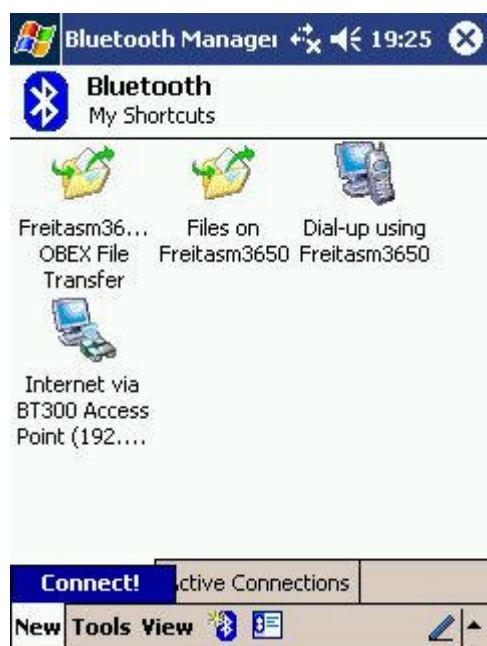 Bluetooth Manager 19:25
Bluetooth
My Shortcuts
Freitasm36...
OBEX File
Transfer
Files on
Freitasm3650
Dial-up using
Freitasm3650
Internet via
BT300 Access
Point (192....
Connect! ctive Connections
New Tools View